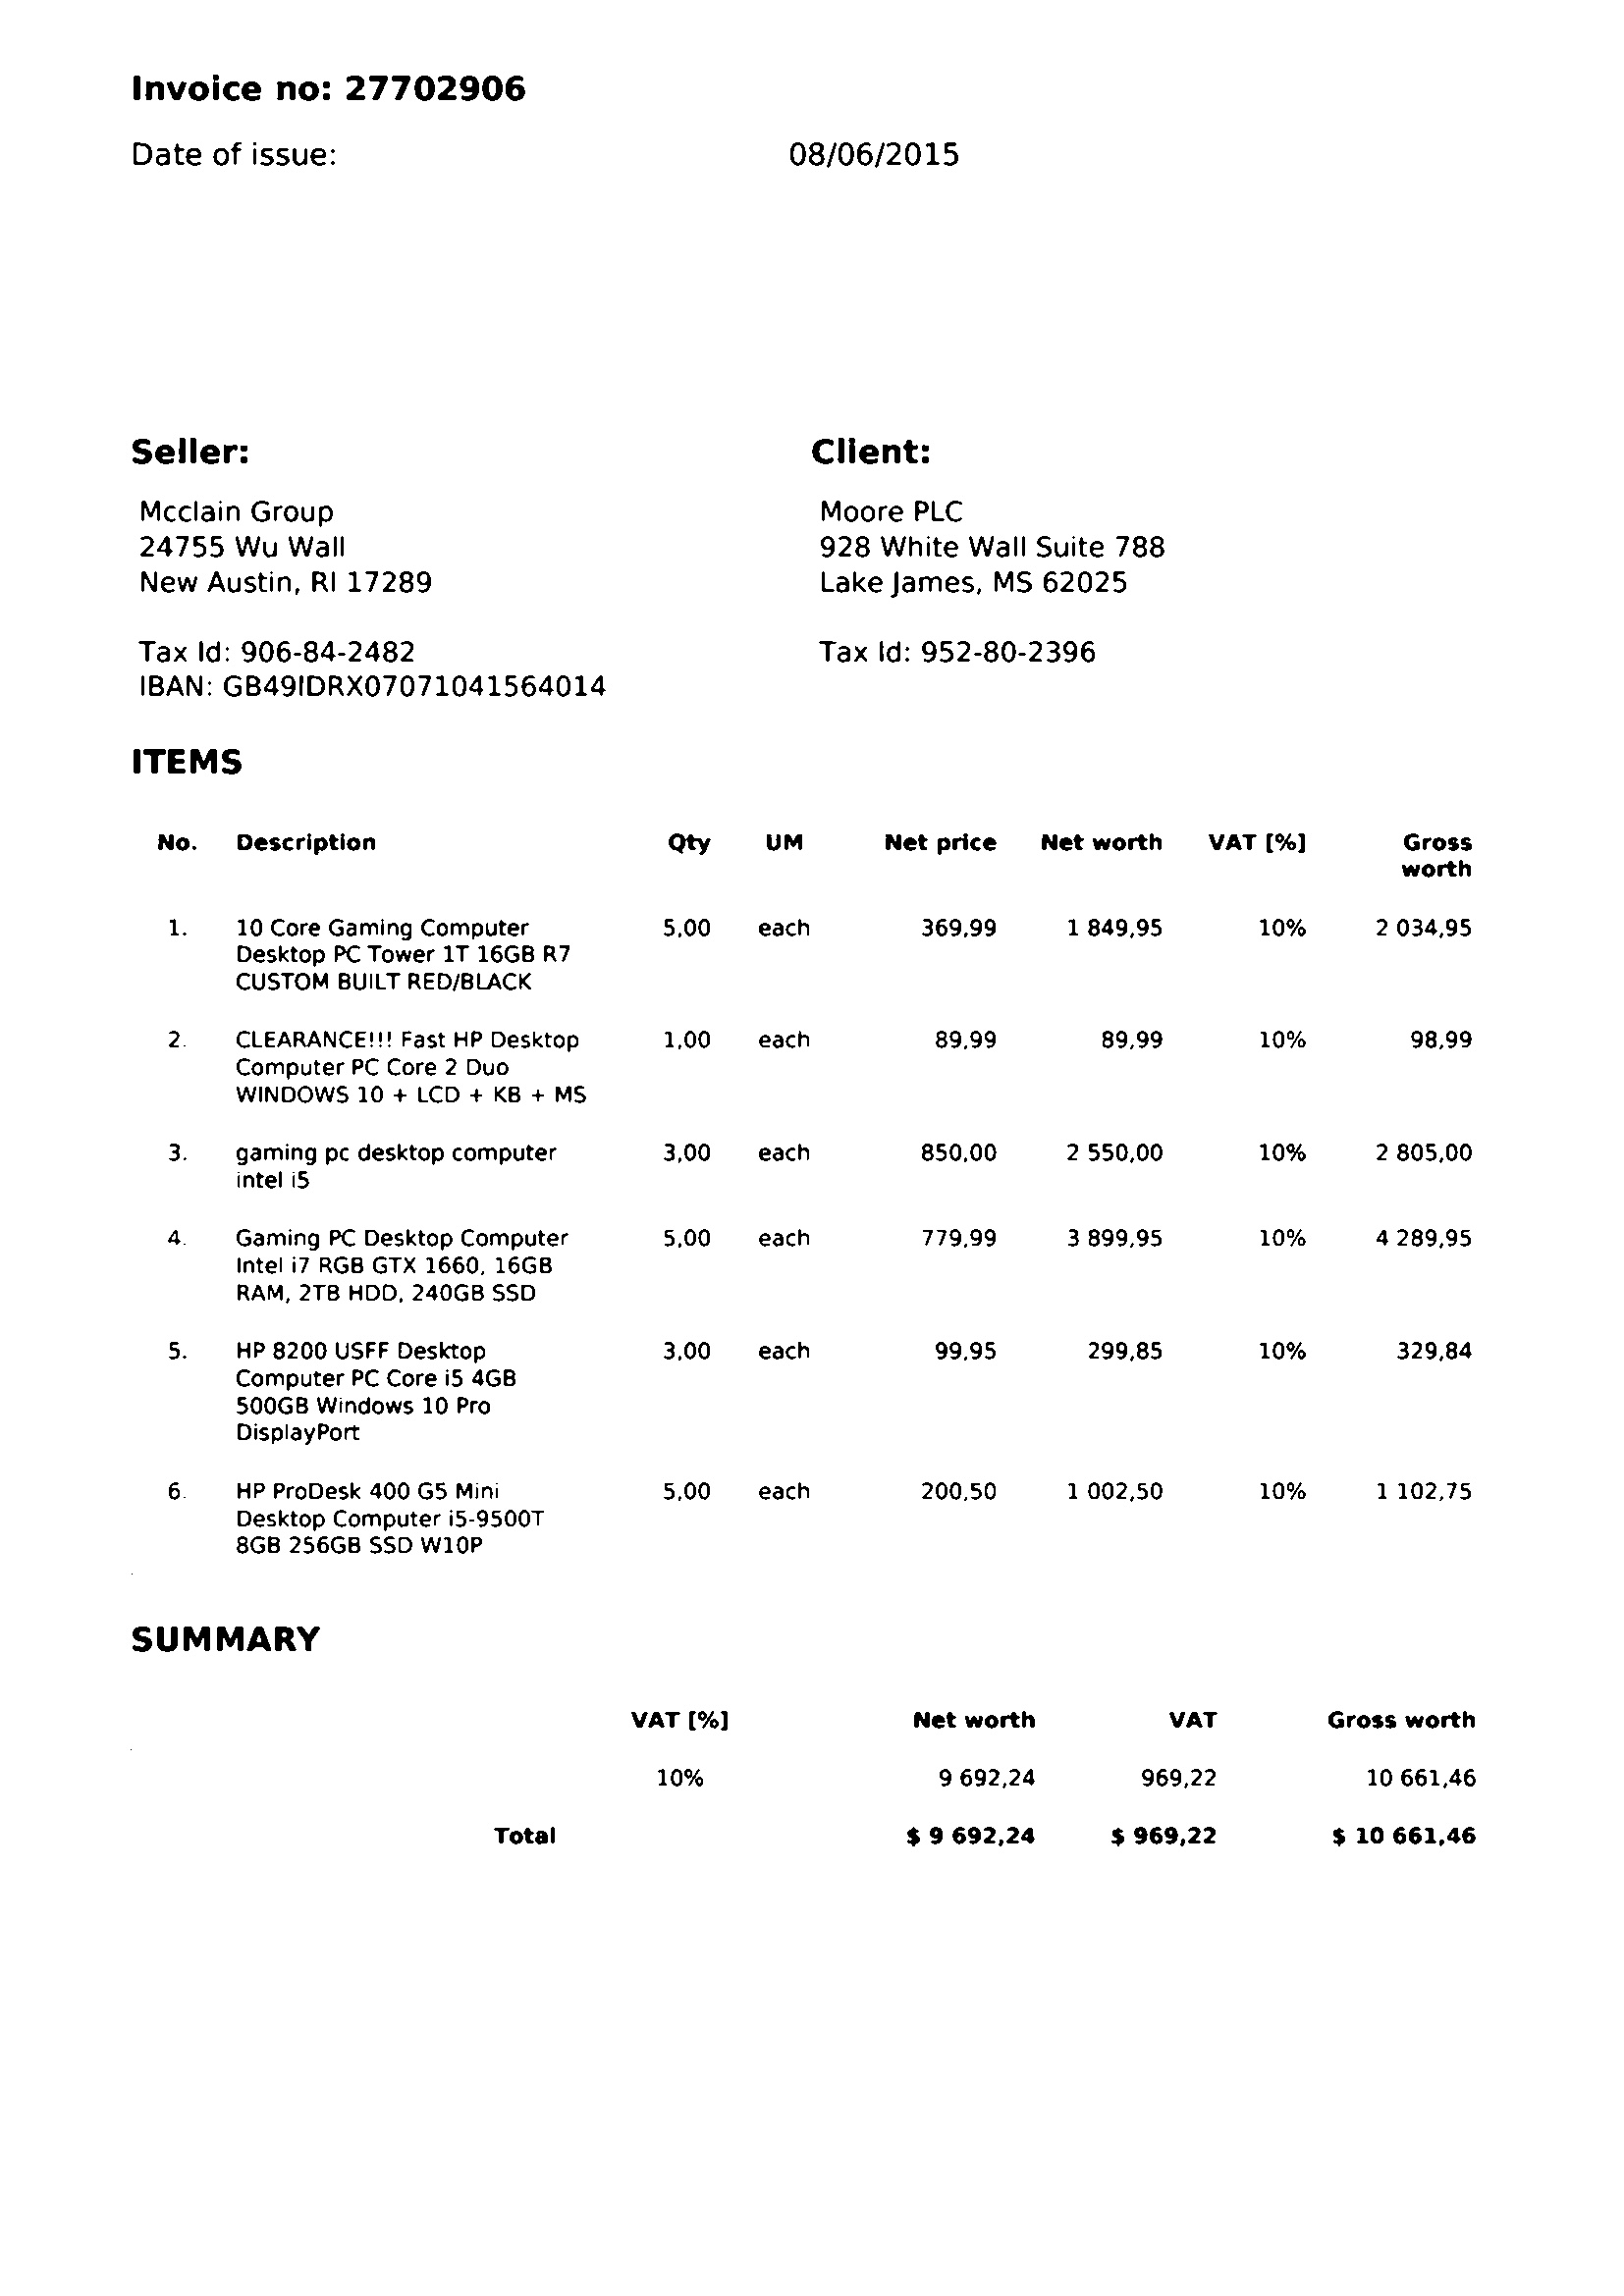 Invoice no: 27702906
Date of issue: 08/06/2015
Seller:
Mcclain Group
24755 Wu Wall
New Austin, RI 17289
Tax Id: 906-84-2482
IBAN: GB49IDRX07071041564014
Client:
Moore PLC
928 White Wall Suite 788
Lake James, MS 62025
Tax Id: 952-80-2396
ITEMS
No. Description Qty UM Net price Net worth VAT [%] Gross
worth
1. 10 Core Gaming Computer 5,00 each 369,99 1 849,95 10% 2 034,95
Desktop PC Tower 1T 16GB R7
CUSTOM BUILT RED/BLACK
2. CLEARANCE!!! Fast HP Desktop 1,00 each 89,99 89,99 10% 98,99
Computer PC Core 2 Duo
WINDOWS 10 + LCD + KB + MS
3. gaming pc desktop computer 3,00 each 850,00 2 550,00 10% 2 805,00
intel i5
4. Gaming PC Desktop Computer 5,00 each 779,99 3 899,95 10% 4 289,95
Intel i7 RGB GTX 1660, 16GB
RAM, 2TB HDD, 240GB SSD
5. HP 8200 USFF Desktop 3,00 each 99,95 299,85 10% 329,84
Computer PC Core i5 4GB
500GB Windows 10 Pro
DisplayPort
6. HP ProDesk 400 G5 Mini 5,00 each 200,50 1 002,50 10% 1 102,75
Desktop Computer i5-9500T
8GB 256GB SSD W10P
SUMMARY
VAT [%] Net worth VAT Gross worth
10% 9 692,24 969,22 10 661,46
Total $ 9 692,24 $ 969,22 $ 10 661,46